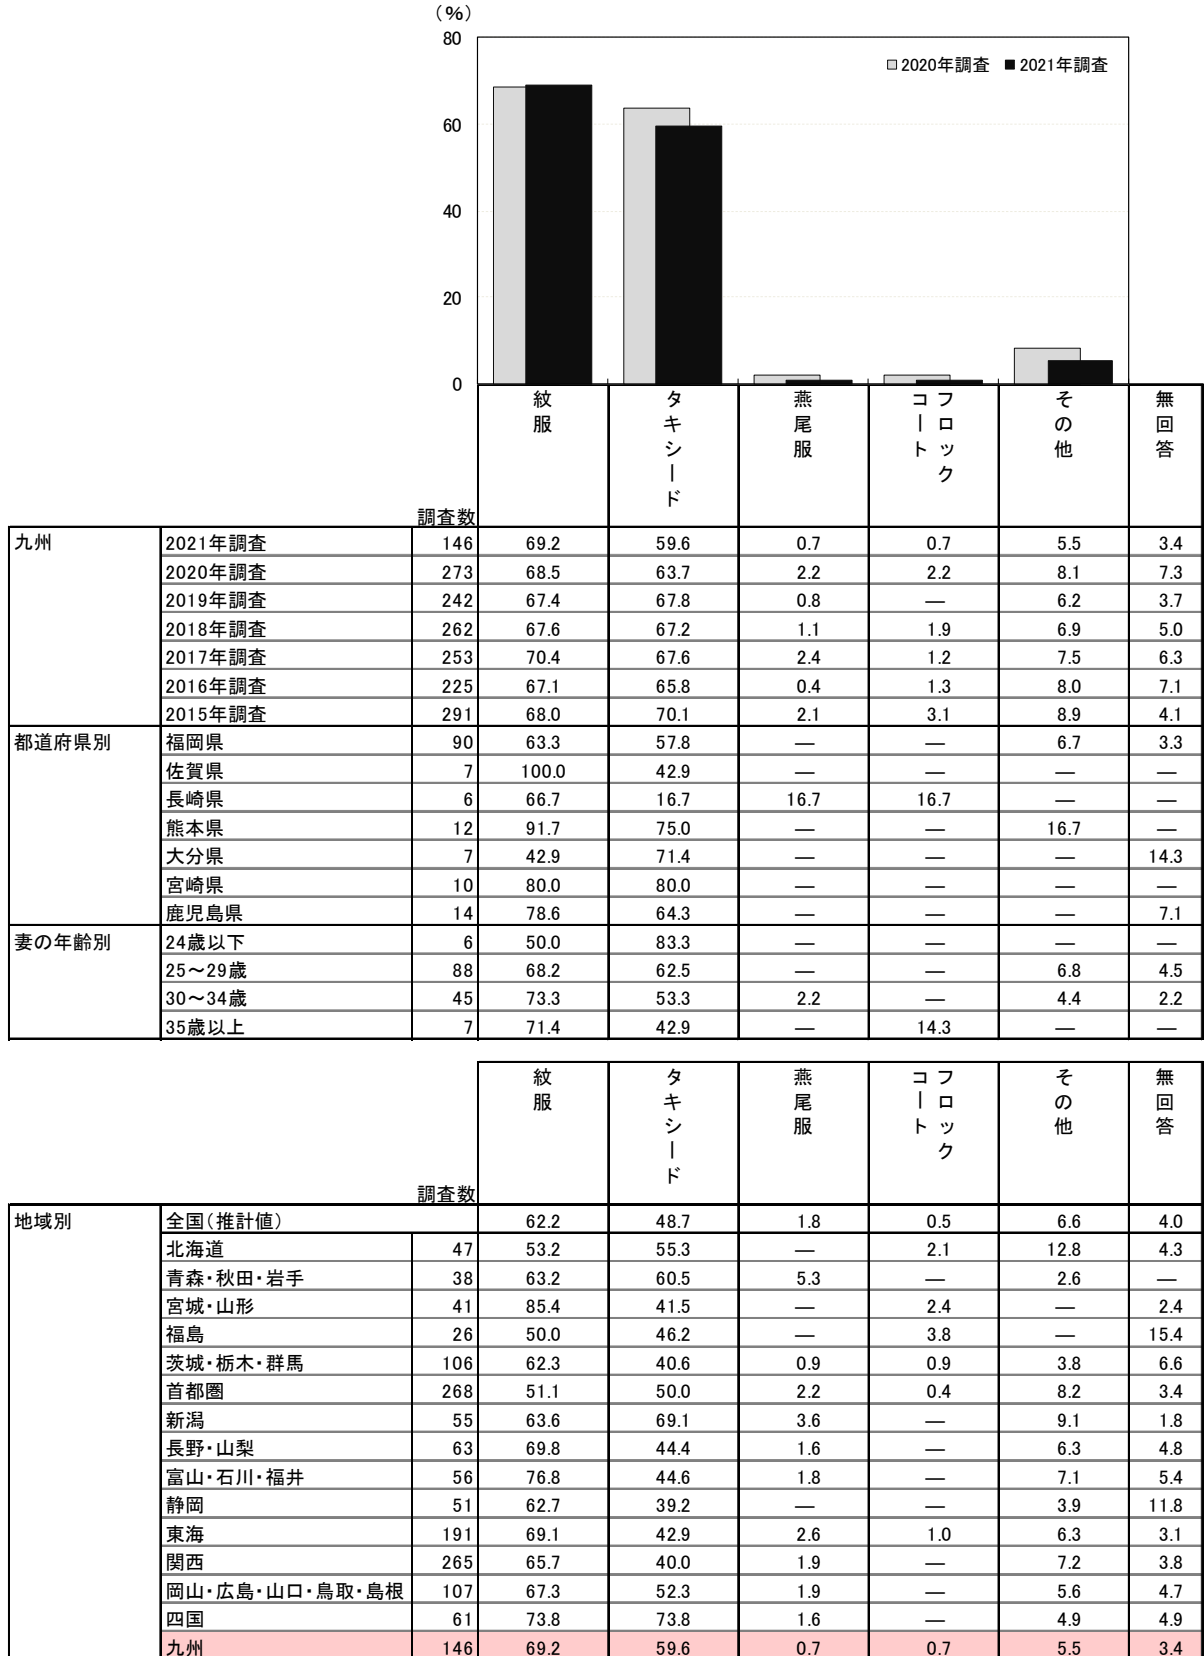 (%)
80
60
40
20
0
2020年調査 2021年調査
調査数 紋服 タキシード 燕尾服 フロックコート その他 無回答
九州 2021年調査 146 69.2 59.6 0.7 0.7 5.5 3.4
2020年調査 273 68.5 63.7 2.2 2.2 8.1 7.3
2019年調査 242 67.4 67.8 0.8 — 6.2 3.7
2018年調査 262 67.6 67.2 1.1 1.9 6.9 5.0
2017年調査 253 70.4 67.6 2.4 1.2 7.5 6.3
2016年調査 225 67.1 65.8 0.4 1.3 8.0 7.1
2015年調査 291 68.0 70.1 2.1 3.1 8.9 4.1
都道府県別 福岡県 90 63.3 57.8 — — 6.7 3.3
佐賀県 7 100.0 42.9 — — — —
長崎県 6 66.7 16.7 16.7 16.7 — —
熊本県 12 91.7 75.0 — — 16.7 —
大分県 7 42.9 71.4 — — — 14.3
宮崎県 10 80.0 80.0 — — — —
鹿児島県 14 78.6 64.3 — — — 7.1
妻の年齢別 24歳以下 6 50.0 83.3 — — — —
25～29歳 88 68.2 62.5 — — 6.8 4.5
30～34歳 45 73.3 53.3 2.2 — 4.4 2.2
35歳以上 7 71.4 42.9 — 14.3 — —
調査数 紋服 タキシード 燕尾服 フロックコート その他 無回答
地域別 全国(推計値) 62.2 48.7 1.8 0.5 6.6 4.0
北海道 47 53.2 55.3 — 2.1 12.8 4.3
青森・秋田・岩手 38 63.2 60.5 5.3 — 2.6 —
宮城・山形 41 85.4 41.5 — 2.4 — 2.4
福島 26 50.0 46.2 — 3.8 — 15.4
茨城・栃木・群馬 106 62.3 40.6 0.9 0.9 3.8 6.6
首都圏 268 51.1 50.0 2.2 0.4 8.2 3.4
新潟 55 63.6 69.1 3.6 — 9.1 1.8
長野・山梨 63 69.8 44.4 1.6 — 6.3 4.8
富山・石川・福井 56 76.8 44.6 1.8 — 7.1 5.4
静岡 51 62.7 39.2 — — 3.9 11.8
東海 191 69.1 42.9 2.6 1.0 6.3 3.1
関西 265 65.7 40.0 1.9 — 7.2 3.8
岡山・広島・山口・鳥取・島根 107 67.3 52.3 1.9 — 5.6 4.7
四国 61 73.8 73.8 1.6 — 4.9 4.9
九州 146 69.2 59.6 0.7 0.7 5.5 3.4